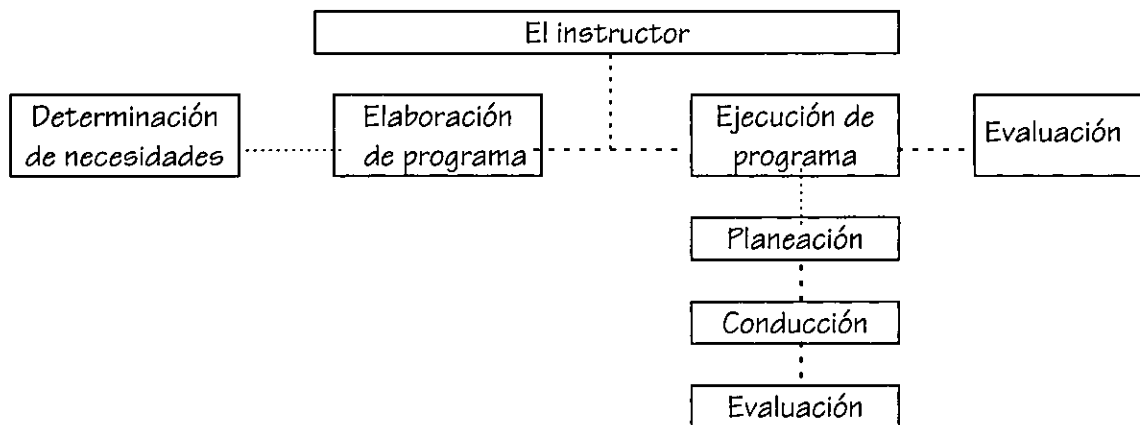 El instructor
Determinación
de necesidades
Elaboración
de programa
Ejecución de
programa
Evaluación
Planeación
Conducción
Evaluación